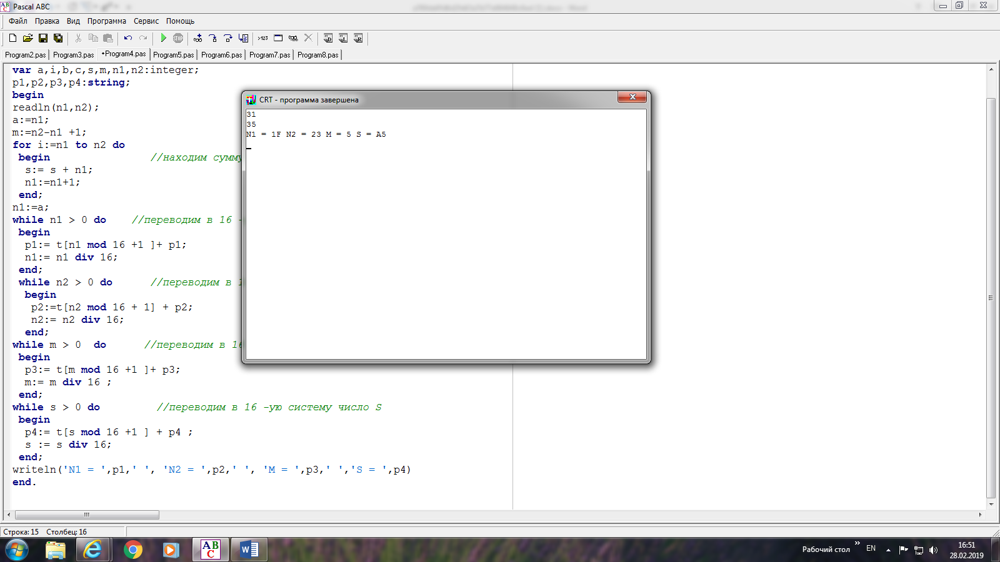 Pascal ABC
Файл Правка Вид Программа Сервис Помощь
Program2.pas Program3.pas •Program4.pas Program5.pas Program6.pas Program7.pas Program8.pas
var a,i,b,c,s,m,n1,n2:integer;
p1,p2,p3,p4:string;
begin
readln(n1,n2);
a:=n1;
m:=n2-n1 +1;
for i:=n1 to n2 do
begin //находим сумму
s:= s + n1;
n1:=n1+1;
end;
n1:=a;
while n1 > 0 do //переводим в 16 -
begin
p1:= t[n1 mod 16 +1 ]+ p1;
n1:= n1 div 16;
end;
while n2 > 0 do //переводим в 1
begin
p2:=t[n2 mod 16 + 1] + p2;
n2:= n2 div 16;
end;
while m > 0 do //переводим в 16
begin
p3:= t[m mod 16 +1 ]+ p3;
m:= m div 16 ;
end;
while s > 0 do //переводим в 16 -ую систему число S
begin
p4:= t[s mod 16 +1 ] + p4 ;
s := s div 16;
end;
writeln('N1 = ',p1,' ', 'N2 = ',p2,' ', 'M = ',p3,' ','S = ',p4)
end.
CRT - программа завершена
31
35
N1 = 1F N2 = 23 M = 5 S = A5
Строка: 15 Столбец: 16
Рабочий стол » EN 16:51
28.02.2019